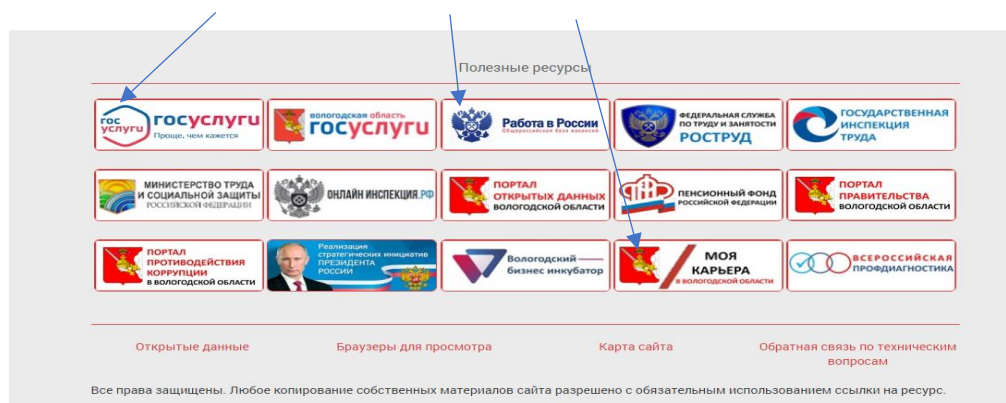 Полезные ресурсы
гос услуги
госуслуги
Проще, чем кажется
вологодская область
госуслуги
Работа в России
Общероссийская база вакансий
ФЕДЕРАЛЬНАЯ СЛУЖБА
ПО ТРУДУ И ЗАНЯТОСТИ
РОСТРУД
ГОСУДАРСТВЕННАЯ
ИНСПЕКЦИЯ
ТРУДА
МИНИСТЕРСТВО ТРУДА
И СОЦИАЛЬНОЙ ЗАЩИТЫ
РОССИЙСКОЙ ФЕДЕРАЦИИ
ОНЛАЙН ИНСПЕКЦИЯ.РФ
ПОРТАЛ
ОТКРЫТЫХ ДАННЫХ
ВОЛОГОДСКОЙ ОБЛАСТИ
ПЕНСИОННЫЙ ФОНД
РОССИЙСКОЙ ФЕДЕРАЦИИ
ПОРТАЛ
ПРАВИТЕЛЬСТВА
ВОЛОГОДСКОЙ ОБЛАСТИ
ПОРТАЛ
ПРОТИВОДЕЙСТВИЯ
КОРРУПЦИИ
В ВОЛОГОДСКОЙ ОБЛАСТИ
Реализация
стратегических инициатив
ПРЕЗИДЕНТА
РОССИИ
Вологодский
бизнес инкубатор
МОЯ
КАРЬЕРА
В ВОЛОГОДСКОЙ ОБЛАСТИ
ВСЕРОССИЙСКАЯ
ПРОФДИАГНОСТИКА
Открытые данные
Браузеры для просмотра
Карта сайта
Обратная связь по техническим
вопросам
Все права защищены. Любое копирование собственных материалов сайта разрешено с обязательным использованием ссылки на ресурс.